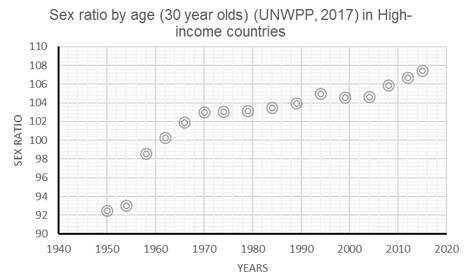 Sex ratio by age (30 year olds) (UNWPP, 2017) in High-
income countries
110
108
106
104
102
100
98
96
94
92
90
SEX RATIO
1940 1950 1960 1970 1980 1990 2000 2010 2020
YEARS